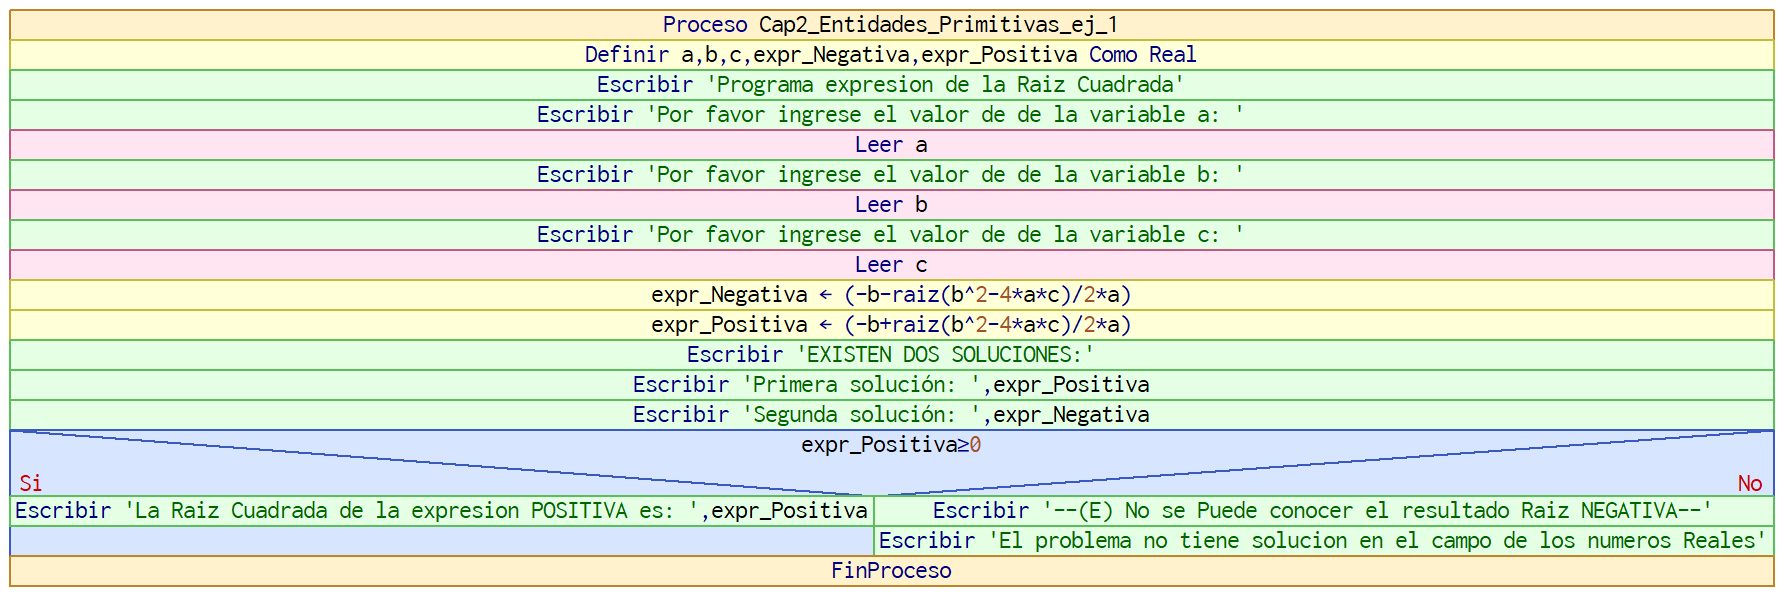 Proceso Cap2_Entidades_Primitivas_ej_1
Definir a,b,c,expr_Negativa,expr_Positiva Como Real
Escribir 'Programa expresion de la Raiz Cuadrada'
Escribir 'Por favor ingrese el valor de de la variable a: '
Leer a
Escribir 'Por favor ingrese el valor de de la variable b: '
Leer b
Escribir 'Por favor ingrese el valor de de la variable c: '
Leer c
expr_Negativa ← (-b-raiz(b^2-4*a*c)/2*a)
expr_Positiva ← (-b+raiz(b^2-4*a*c)/2*a)
Escribir 'EXISTEN DOS SOLUCIONES:'
Escribir 'Primera solución: ',expr_Positiva
Escribir 'Segunda solución: ',expr_Negativa
expr_Positiva≥0
Si
No
Escribir 'La Raiz Cuadrada de la expresion POSITIVA es: ',expr_Positiva
Escribir '--(E) No se Puede conocer el resultado Raiz NEGATIVA--'
Escribir 'El problema no tiene solucion en el campo de los numeros Reales'
FinProceso